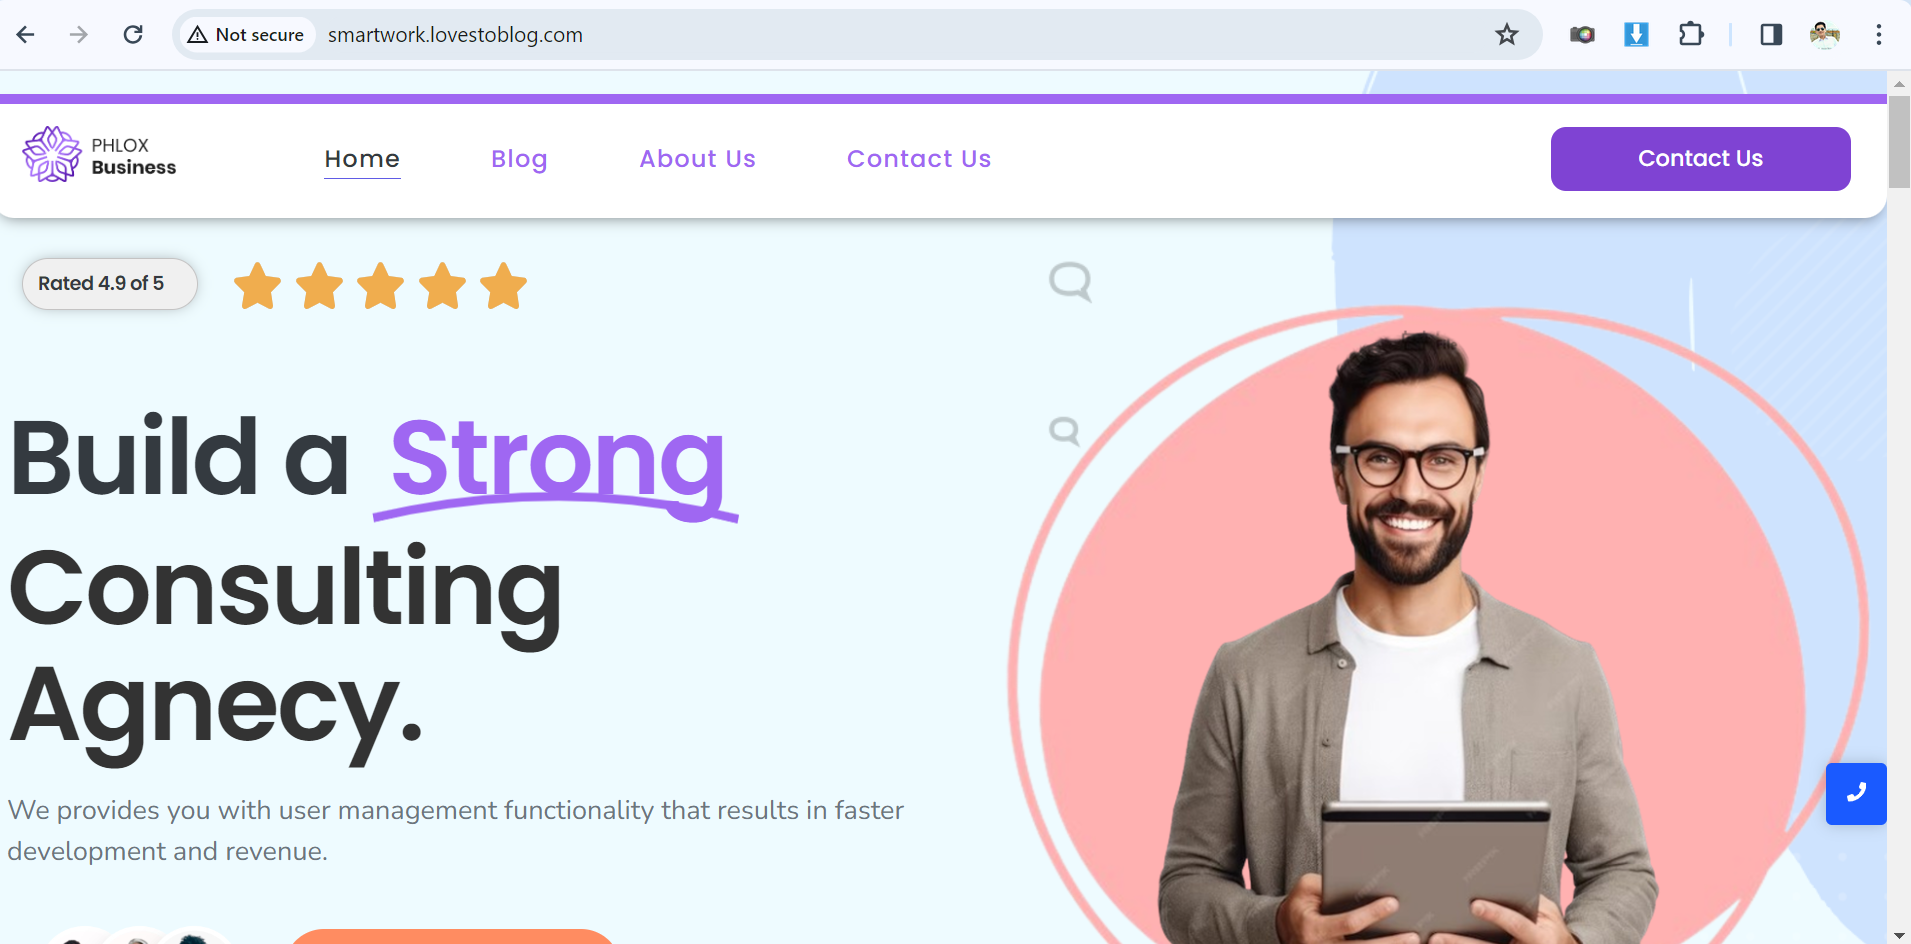 Not secure
smartwork.lovestoblog.com
PHLOX
Business
Home
Blog
About Us
Contact Us
Contact Us
Rated 4.9 of 5
Build a Strong
Consulting
Agnecy.
We provides you with user management functionality that results in faster
development and revenue.